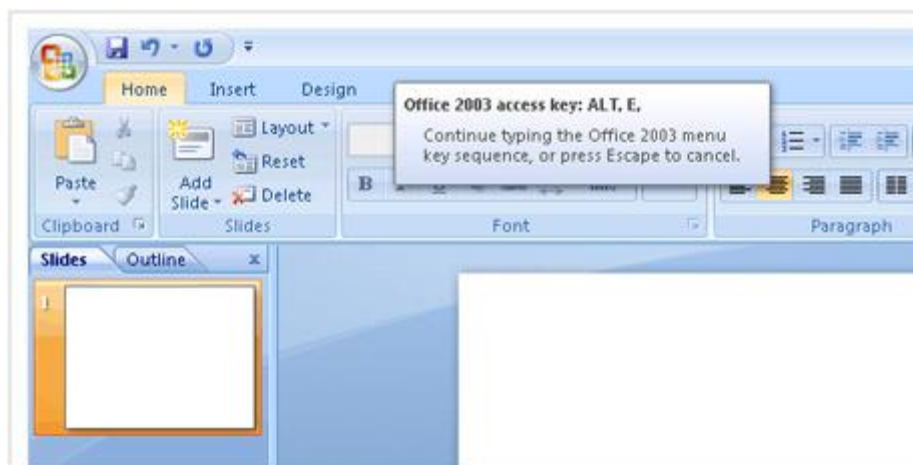 Home Insert Design
Office 2003 access key: ALT, E,
Continue typing the Office 2003 menu
key sequence, or press Escape to cancel.
Paste
Add
Slide
Layout
Reset
Delete
B
Clipboard Slides Font Paragraph
Slides Outline x
1